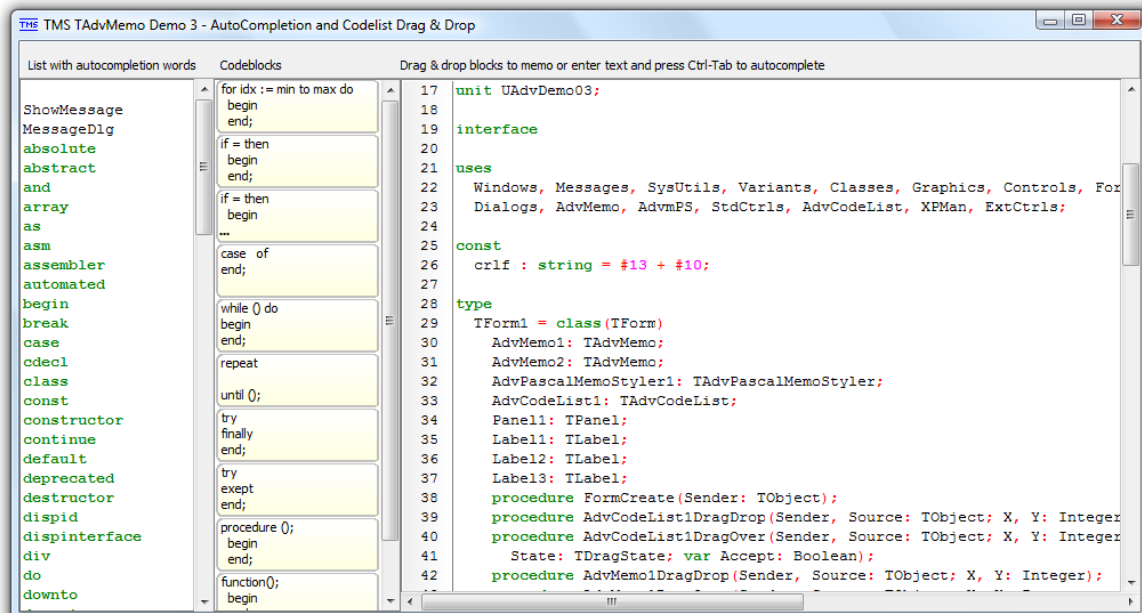 TMS TMS TAdvMemo Demo 3 - AutoCompletion and Codelist Drag & Drop
List with autocompletion words Codeblocks Drag & drop blocks to memo or enter text and press Ctrl-Tab to autocomplete
ShowMessage
MessageDlg
absolute
abstract
and
array
as
asm
assembler
automated
begin
break
case
cdecl
class
const
constructor
continue
default
deprecated
destructor
dispid
dispinterface
div
do
downto
for idx := min to max do
begin
end;
if = then
begin
end;
if = then
begin
...
case of
end;
while () do
begin
end;
repeat
until ();
try
finally
end;
try
exept
end;
procedure ();
begin
end;
function();
begin
17 unit UAdvDemo03;
18
19 interface
20
21 uses
22 Windows, Messages, SysUtils, Variants, Classes, Graphics, Controls, For
23 Dialogs, AdvMemo, AdvmPS, StdCtrls, AdvCodeList, XPMan, ExtCtrls;
24
25 const
26 crlf : string = #13 + #10;
27
28 type
29 TForm1 = class(TForm)
30 AdvMemo1: TAdvMemo;
31 AdvMemo2: TAdvMemo;
32 AdvPascalMemoStyler1: TAdvPascalMemoStyler;
33 AdvCodeList1: TAdvCodeList;
34 Panel1: TPanel;
35 Label1: TLabel;
36 Label2: TLabel;
37 Label3: TLabel;
38 procedure FormCreate(Sender: TObject);
39 procedure AdvCodeList1DragDrop(Sender, Source: TObject; X, Y: Integer
40 procedure AdvCodeList1DragOver(Sender, Source: TObject; X, Y: Integer
41 State: TDragState; var Accept: Boolean);
42 procedure AdvMemo1DragDrop(Sender, Source: TObject; X, Y: Integer);